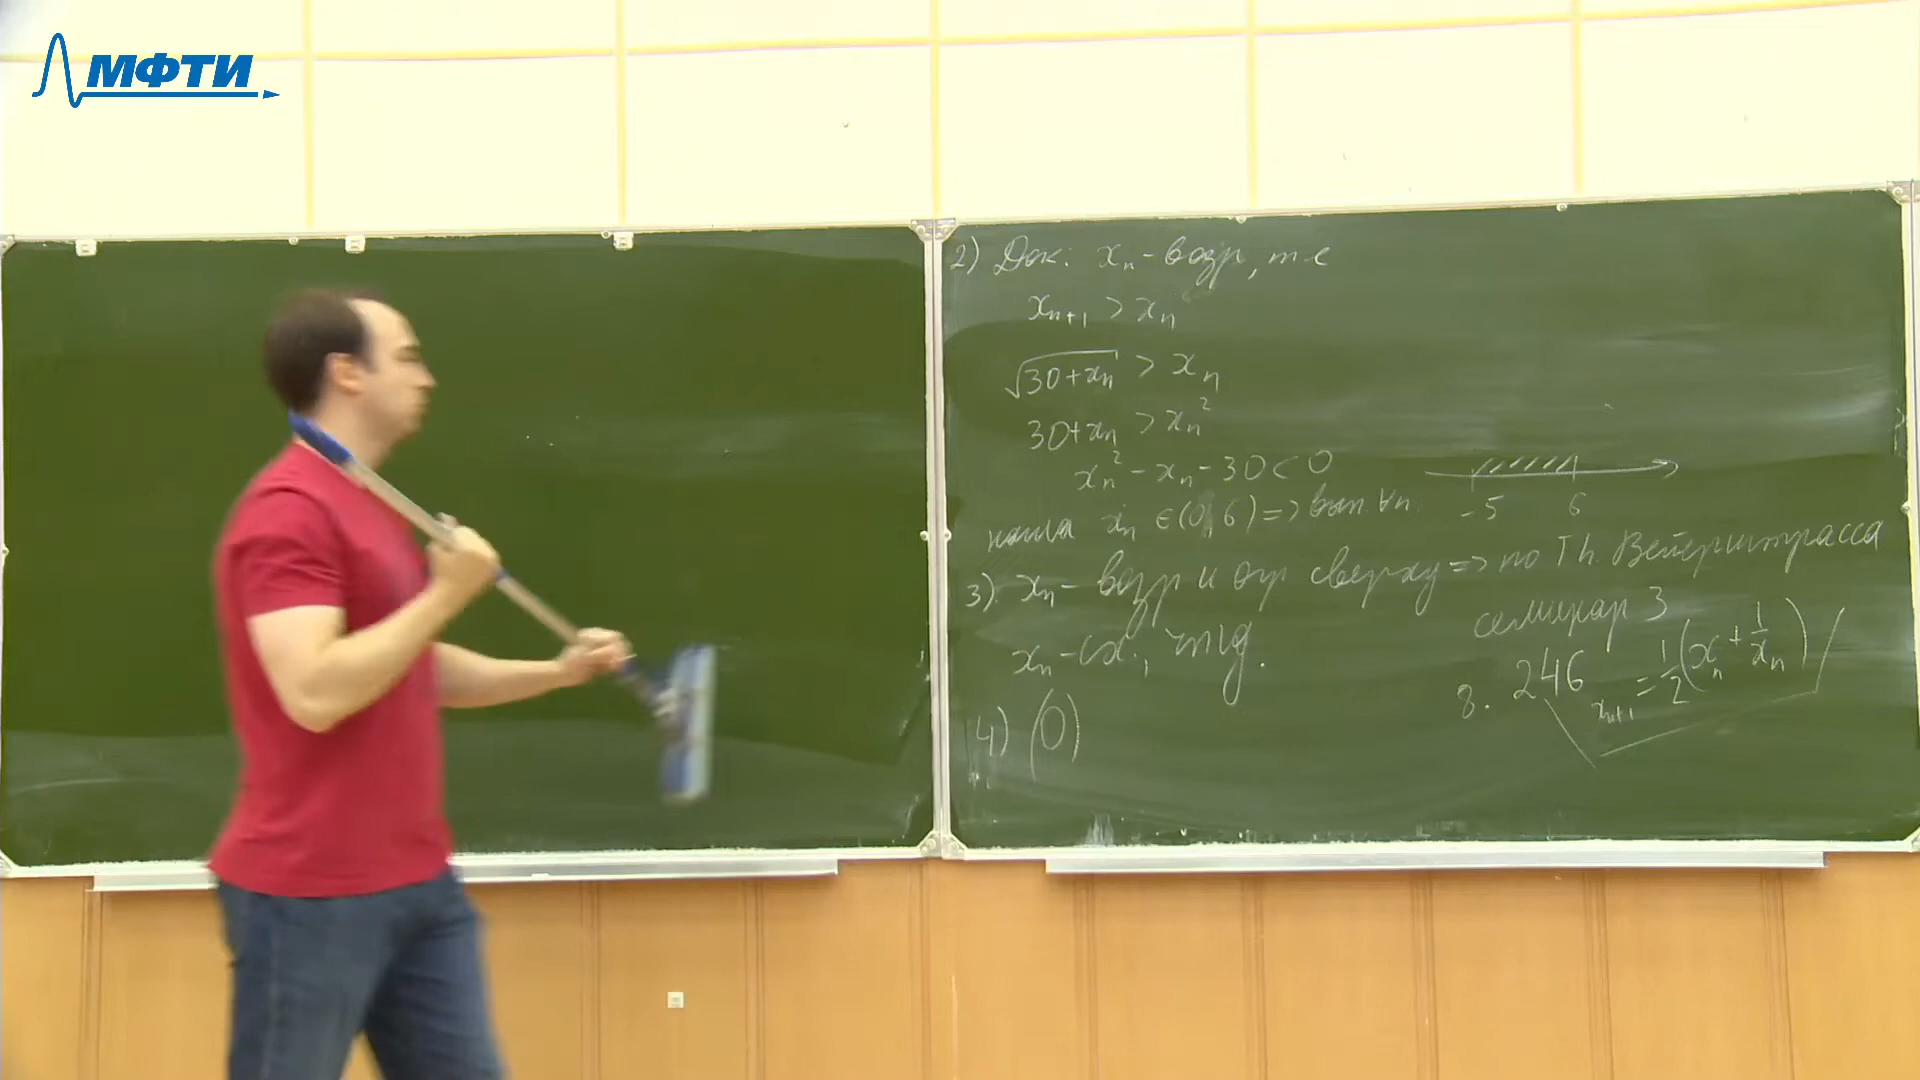 МФТИ
2) Док: xₙ - возр, т-е
xₙ₊₁ > xₙ
√(30+xₙ) > xₙ
30+xₙ > xₙ²
xₙ² - xₙ - 30 < 0
-5 6
xₙ ∈ (0, 6) => вып. ∀n.
3). xₙ - возр и огр сверху => по Th. Вейерштрасса
xₙ - сх.,
4) (0)
семинар 3
8. 246 xₙ₊₁ = 1/2 (xₙ + 1/xₙ)